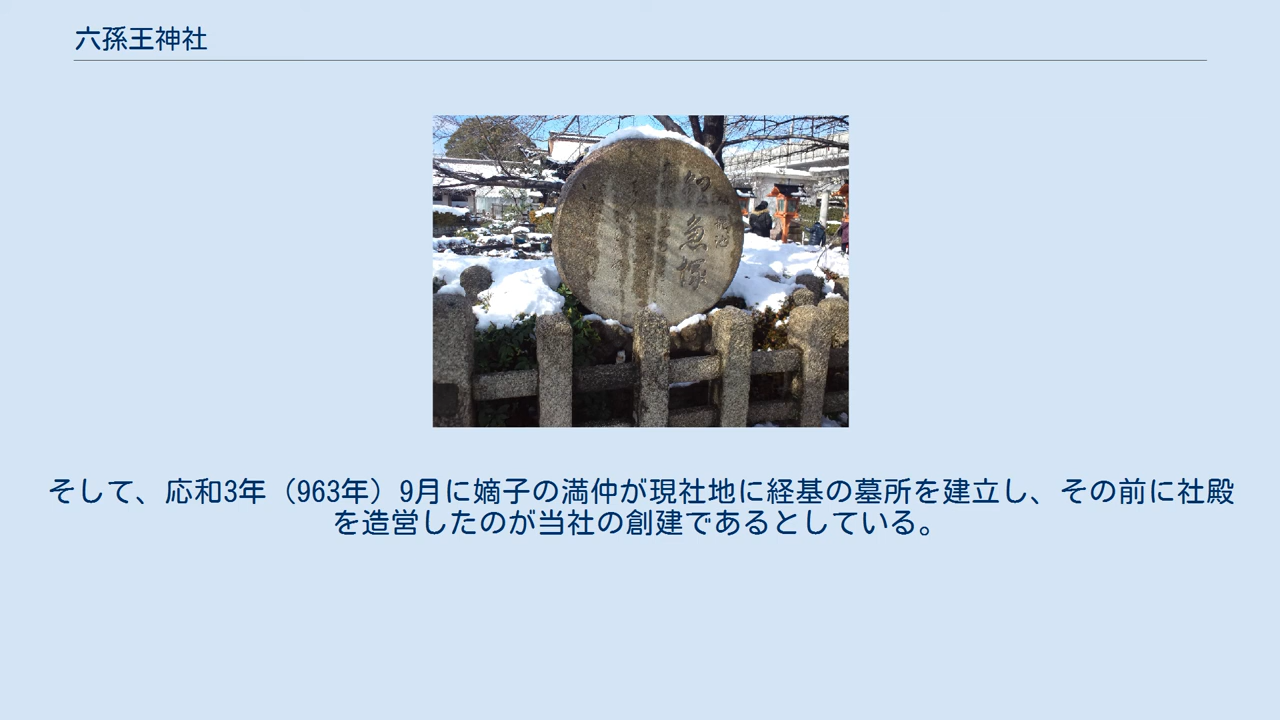 六孫王神社
そして、応和3年（963年）9月に嫡子の満仲が現社地に経基の墓所を建立し、その前に社殿
を造営したのが当社の創建であるとしている。